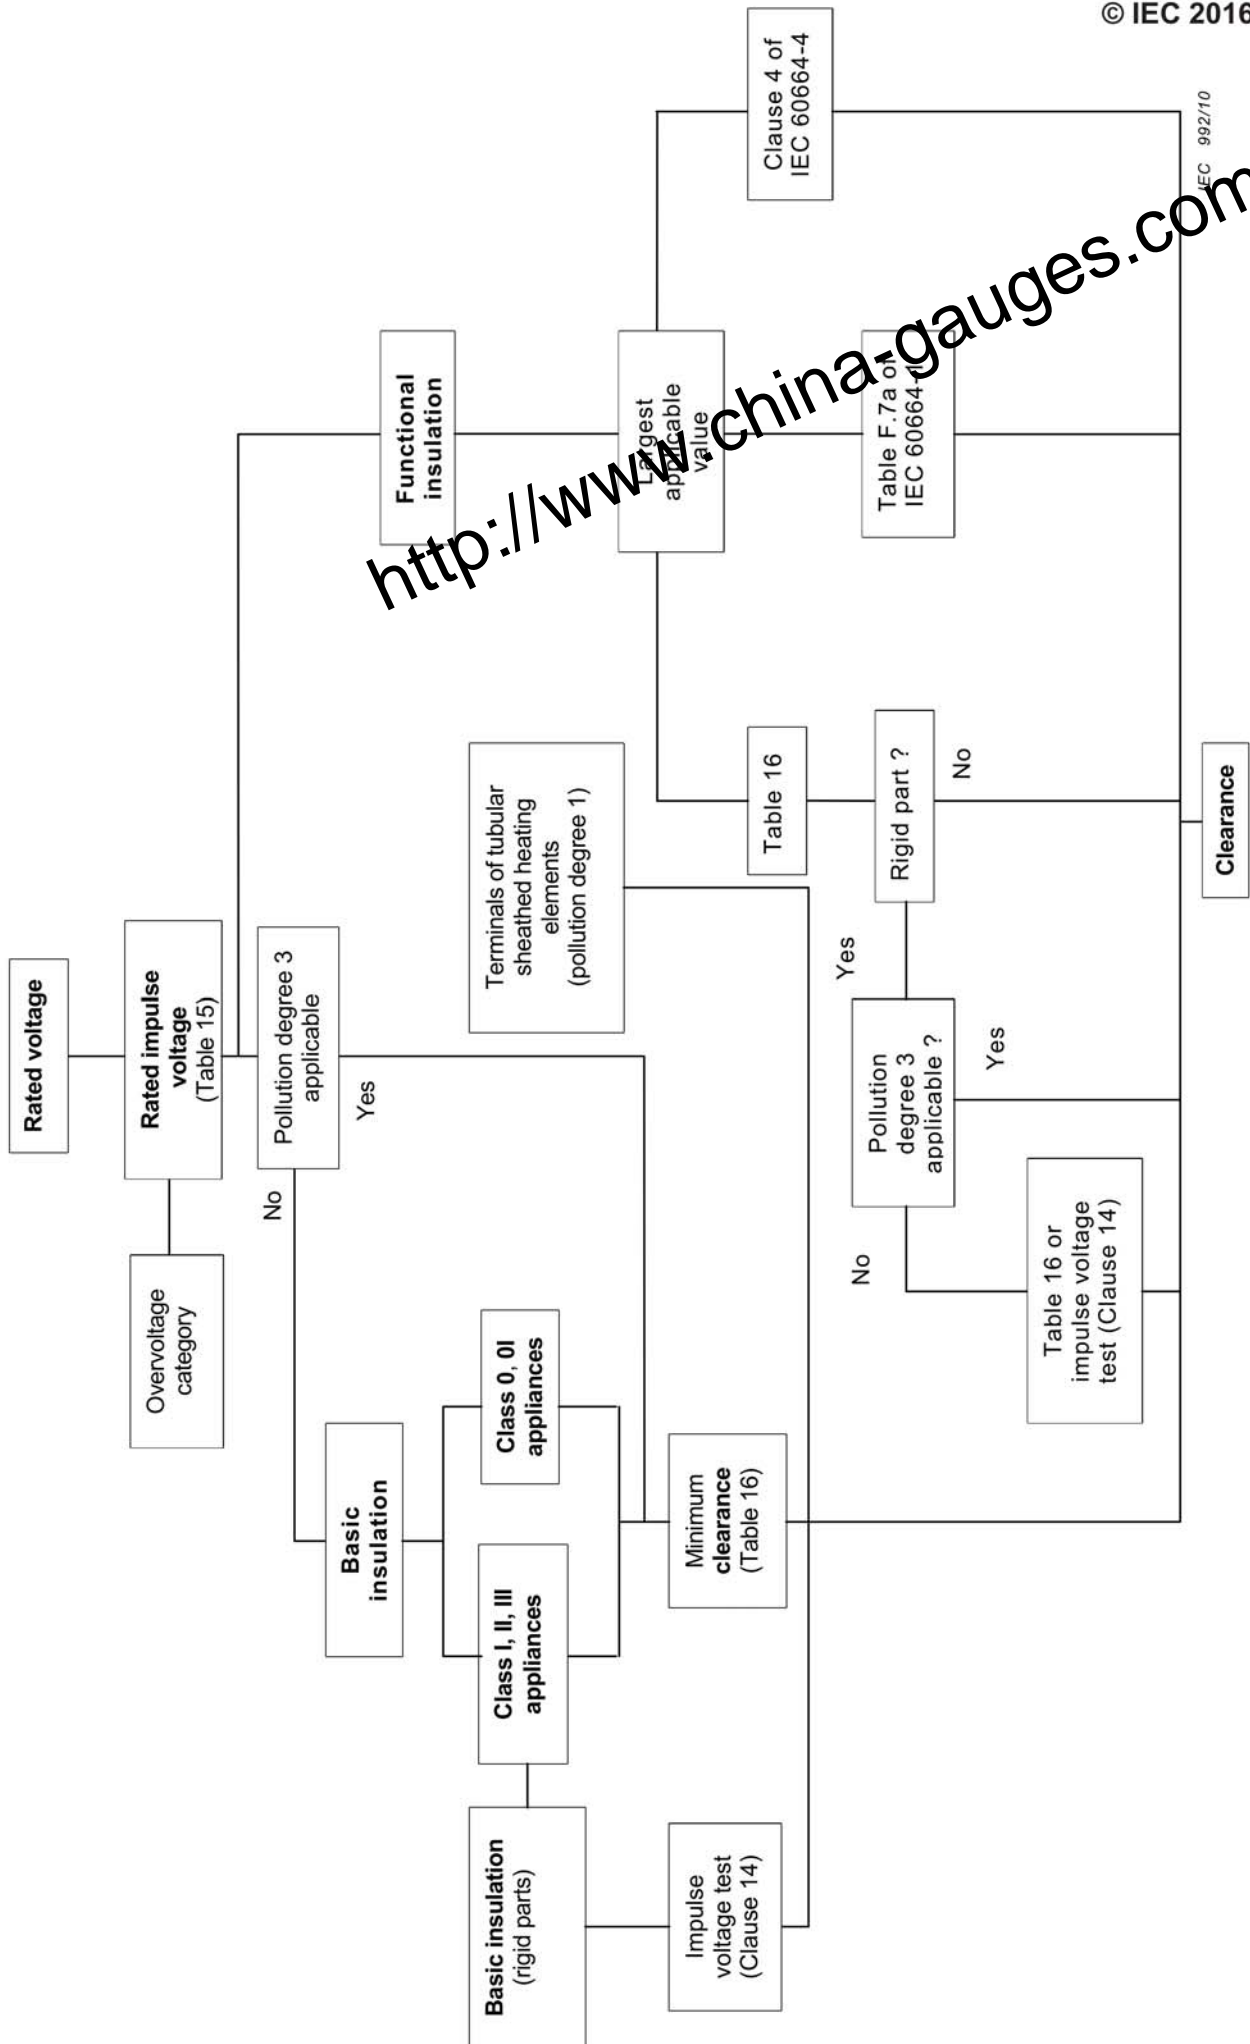 © IEC 2016
Rated voltage
Rated impulse
voltage
(Table 15)
Overvoltage
category
Pollution degree 3
applicable
No
Yes
Functional
insulation
Basic
insulation
Class I, II, III
appliances
Class 0, 0I
appliances
Basic insulation
(rigid parts)
Terminals of tubular
sheathed heating
elements
(pollution degree 1)
Largest
applicable
value
Impulse
voltage test
(Clause 14)
Minimum
clearance
(Table 16)
Table 16
Clause 4 of
IEC 60664-4
Rigid part ?
Yes
No
Table F.7a of
IEC 60664-1
Pollution
degree 3
applicable ?
No
Yes
Table 16 or
impulse voltage
test (Clause 14)
Clearance
IEC 992/10
http://www.china-gauges.com